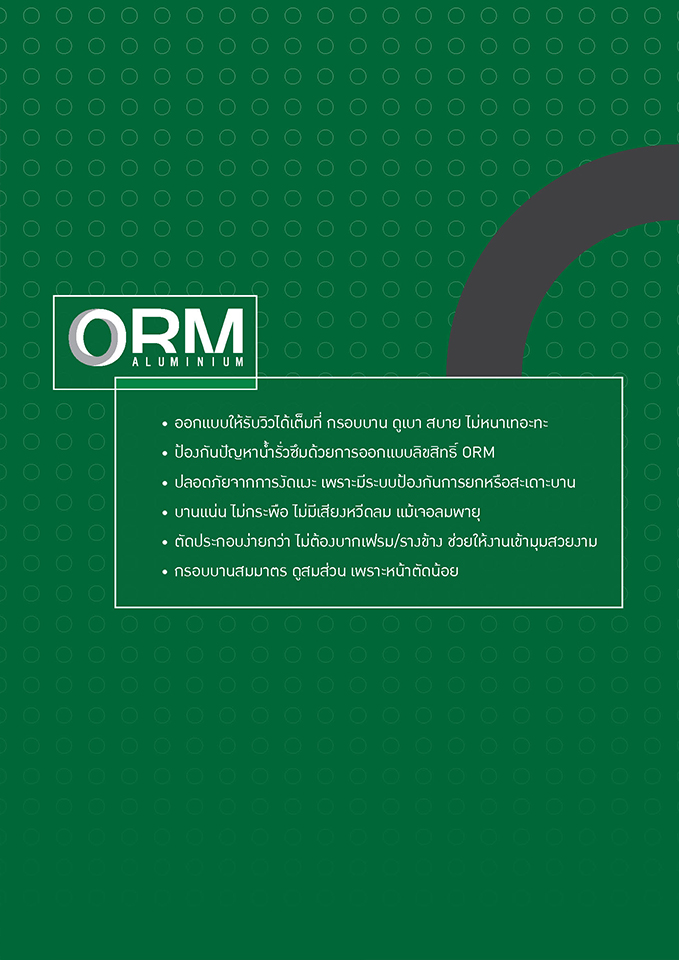 ORM
ALUMINIUM
• ออกแบบให้รับวิวได้เต็มที่ กรอบบาน ดูเบา สบาย ไม่หนาเทอะทะ
• ป้องกันปัญหาน้ำรั่วซึมด้วยการออกแบบลิขสิทธิ์ ORM
• ปลอดภัยจากการงัดแงะ เพราะมีระบบป้องกันการยกหรือสะเดาะบาน
• บานแน่น ไม่กระพือ ไม่มีเสียงหวีดลม แม้เจอลมพายุ
• ตัดประกอบง่ายกว่า ไม่ต้องบากเฟรม/รางข้าง ช่วยให้งานเข้ามุมสวยงาม
• กรอบบานสมมาตร ดูสมส่วน เพราะหน้าตัดน้อย